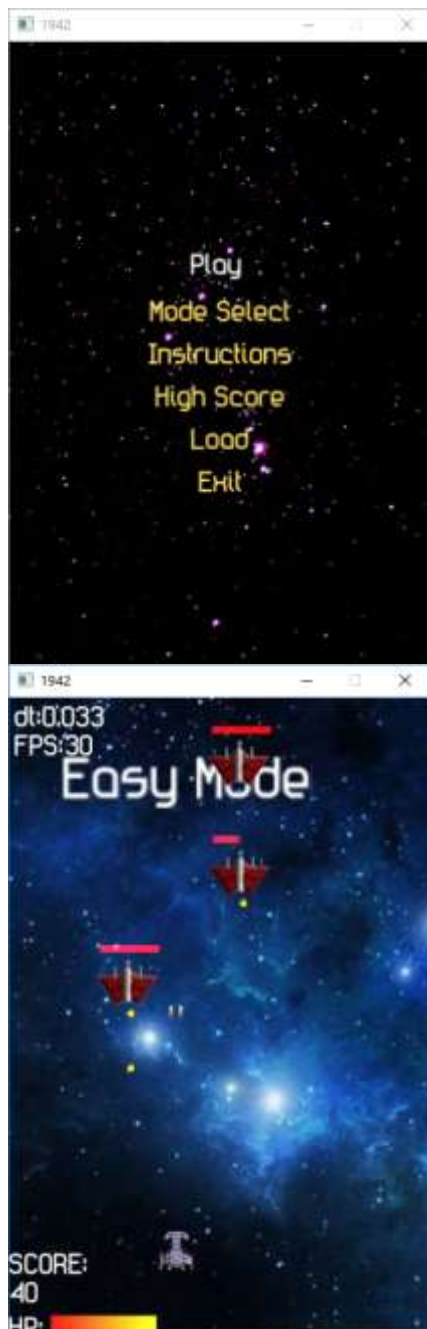 1942
Play
Mode Select
Instructions
High Score
Load
Exit
1942
dt:0.033
FPS:30
Easy Mode
SCORE:
40
HP: